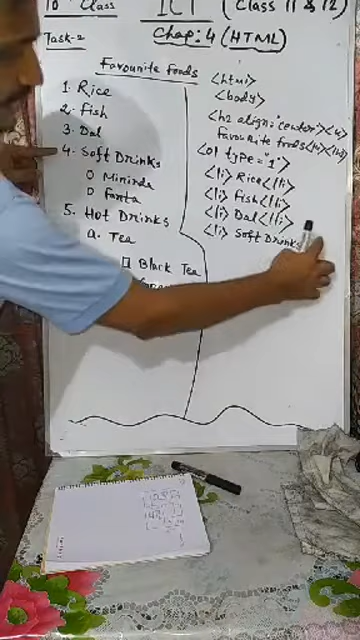 ICT (Class 11 & 12)
Task-2 Chap: 4 (HTML)
Favourite foods
1. Rice
2. Fish
3. Dal
4. Soft Drinks
o Mirinda
o Fanta
5. Hot Drinks
a. Tea
□ Black Tea
<html>
<body>
<h2 align="center"><u>
Favourite foods</u></h2>
<ol type="1">
<li> Rice</li>
<li> Fish</li>
<li> Dal</li>
<li> Soft Drinks